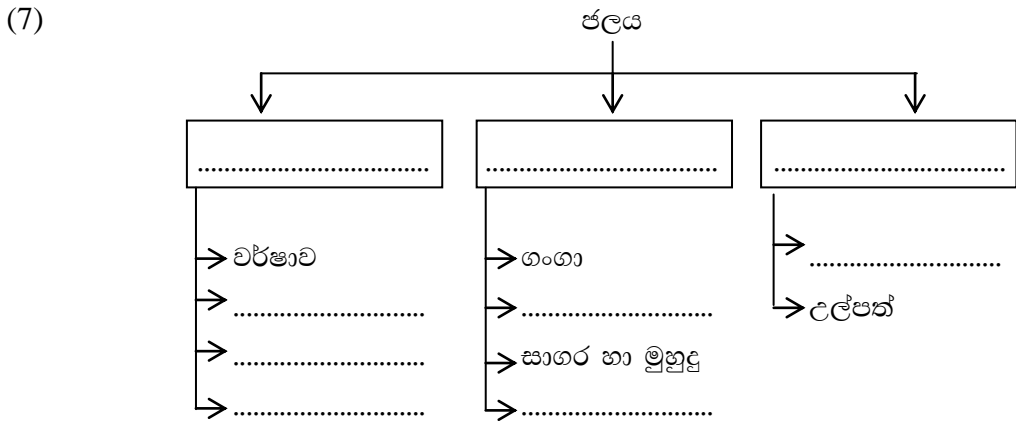 (7)
ජලය
.................................. .................................. ..................................
වර්ෂාව ගංගා ............................
............................ ............................ උල්පත්
............................ සාගර හා මුහුදු
............................ ............................